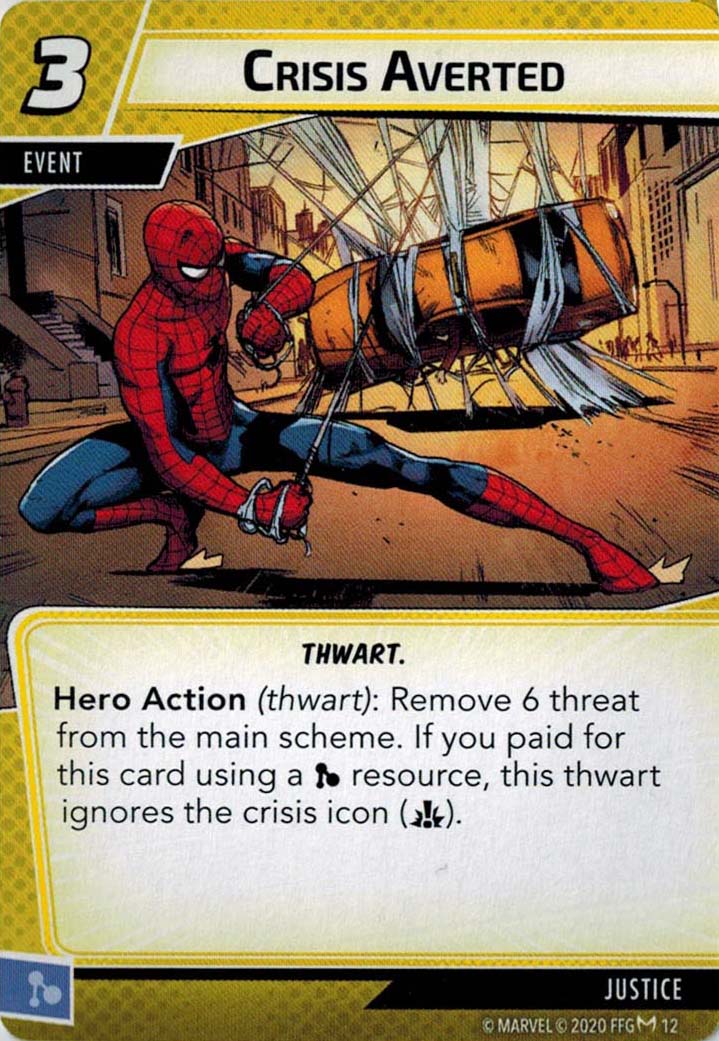 3
CRISIS AVERTED
EVENT
THWART.
Hero Action (thwart): Remove 6 threat
from the main scheme. If you paid for
this card using a resource, this thwart
ignores the crisis icon ( ).
JUSTICE
© MARVEL © 2020 FFG 12